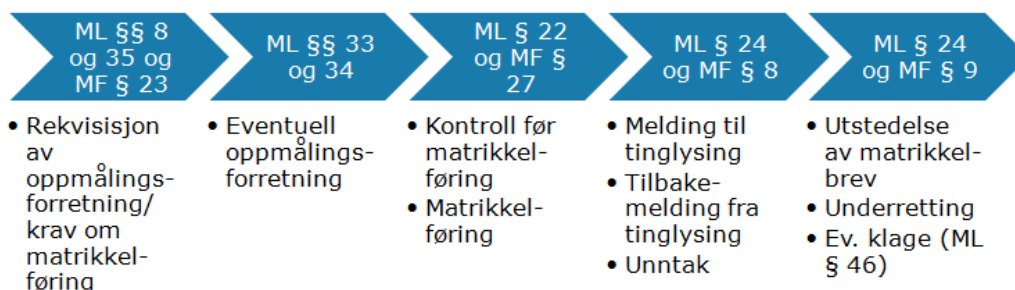 ML §§ 8
og 35 og
MF § 23
ML §§ 33
og 34
ML § 22
og MF §
27
ML § 24
og MF § 8
ML § 24
og MF § 9
• Rekvisisjon
av
oppmålings-
forretning/
krav om
matrikkel-
føring
• Eventuell
oppmålings-
forretning
• Kontroll før
matrikkel-
føring
• Matrikkel-
føring
• Melding til
tinglysing
• Tilbake-
melding fra
tinglysing
• Unntak
• Utstedelse
av matrikkel-
brev
• Underretting
• Ev. klage (ML
§ 46)